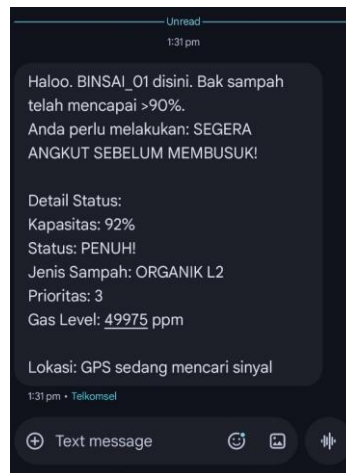 Unread
1:31 pm
Haloo. BINSAI_01 disini. Bak sampah
telah mencapai >90%.
Anda perlu melakukan: SEGERA
ANGKUT SEBELUM MEMBUSUK!
Detail Status:
Kapasitas: 92%
Status: PENUH!
Jenis Sampah: ORGANIK L2
Prioritas: 3
Gas Level: 49975 ppm
Lokasi: GPS sedang mencari sinyal
1:31 pm • Telkomsel
Text message